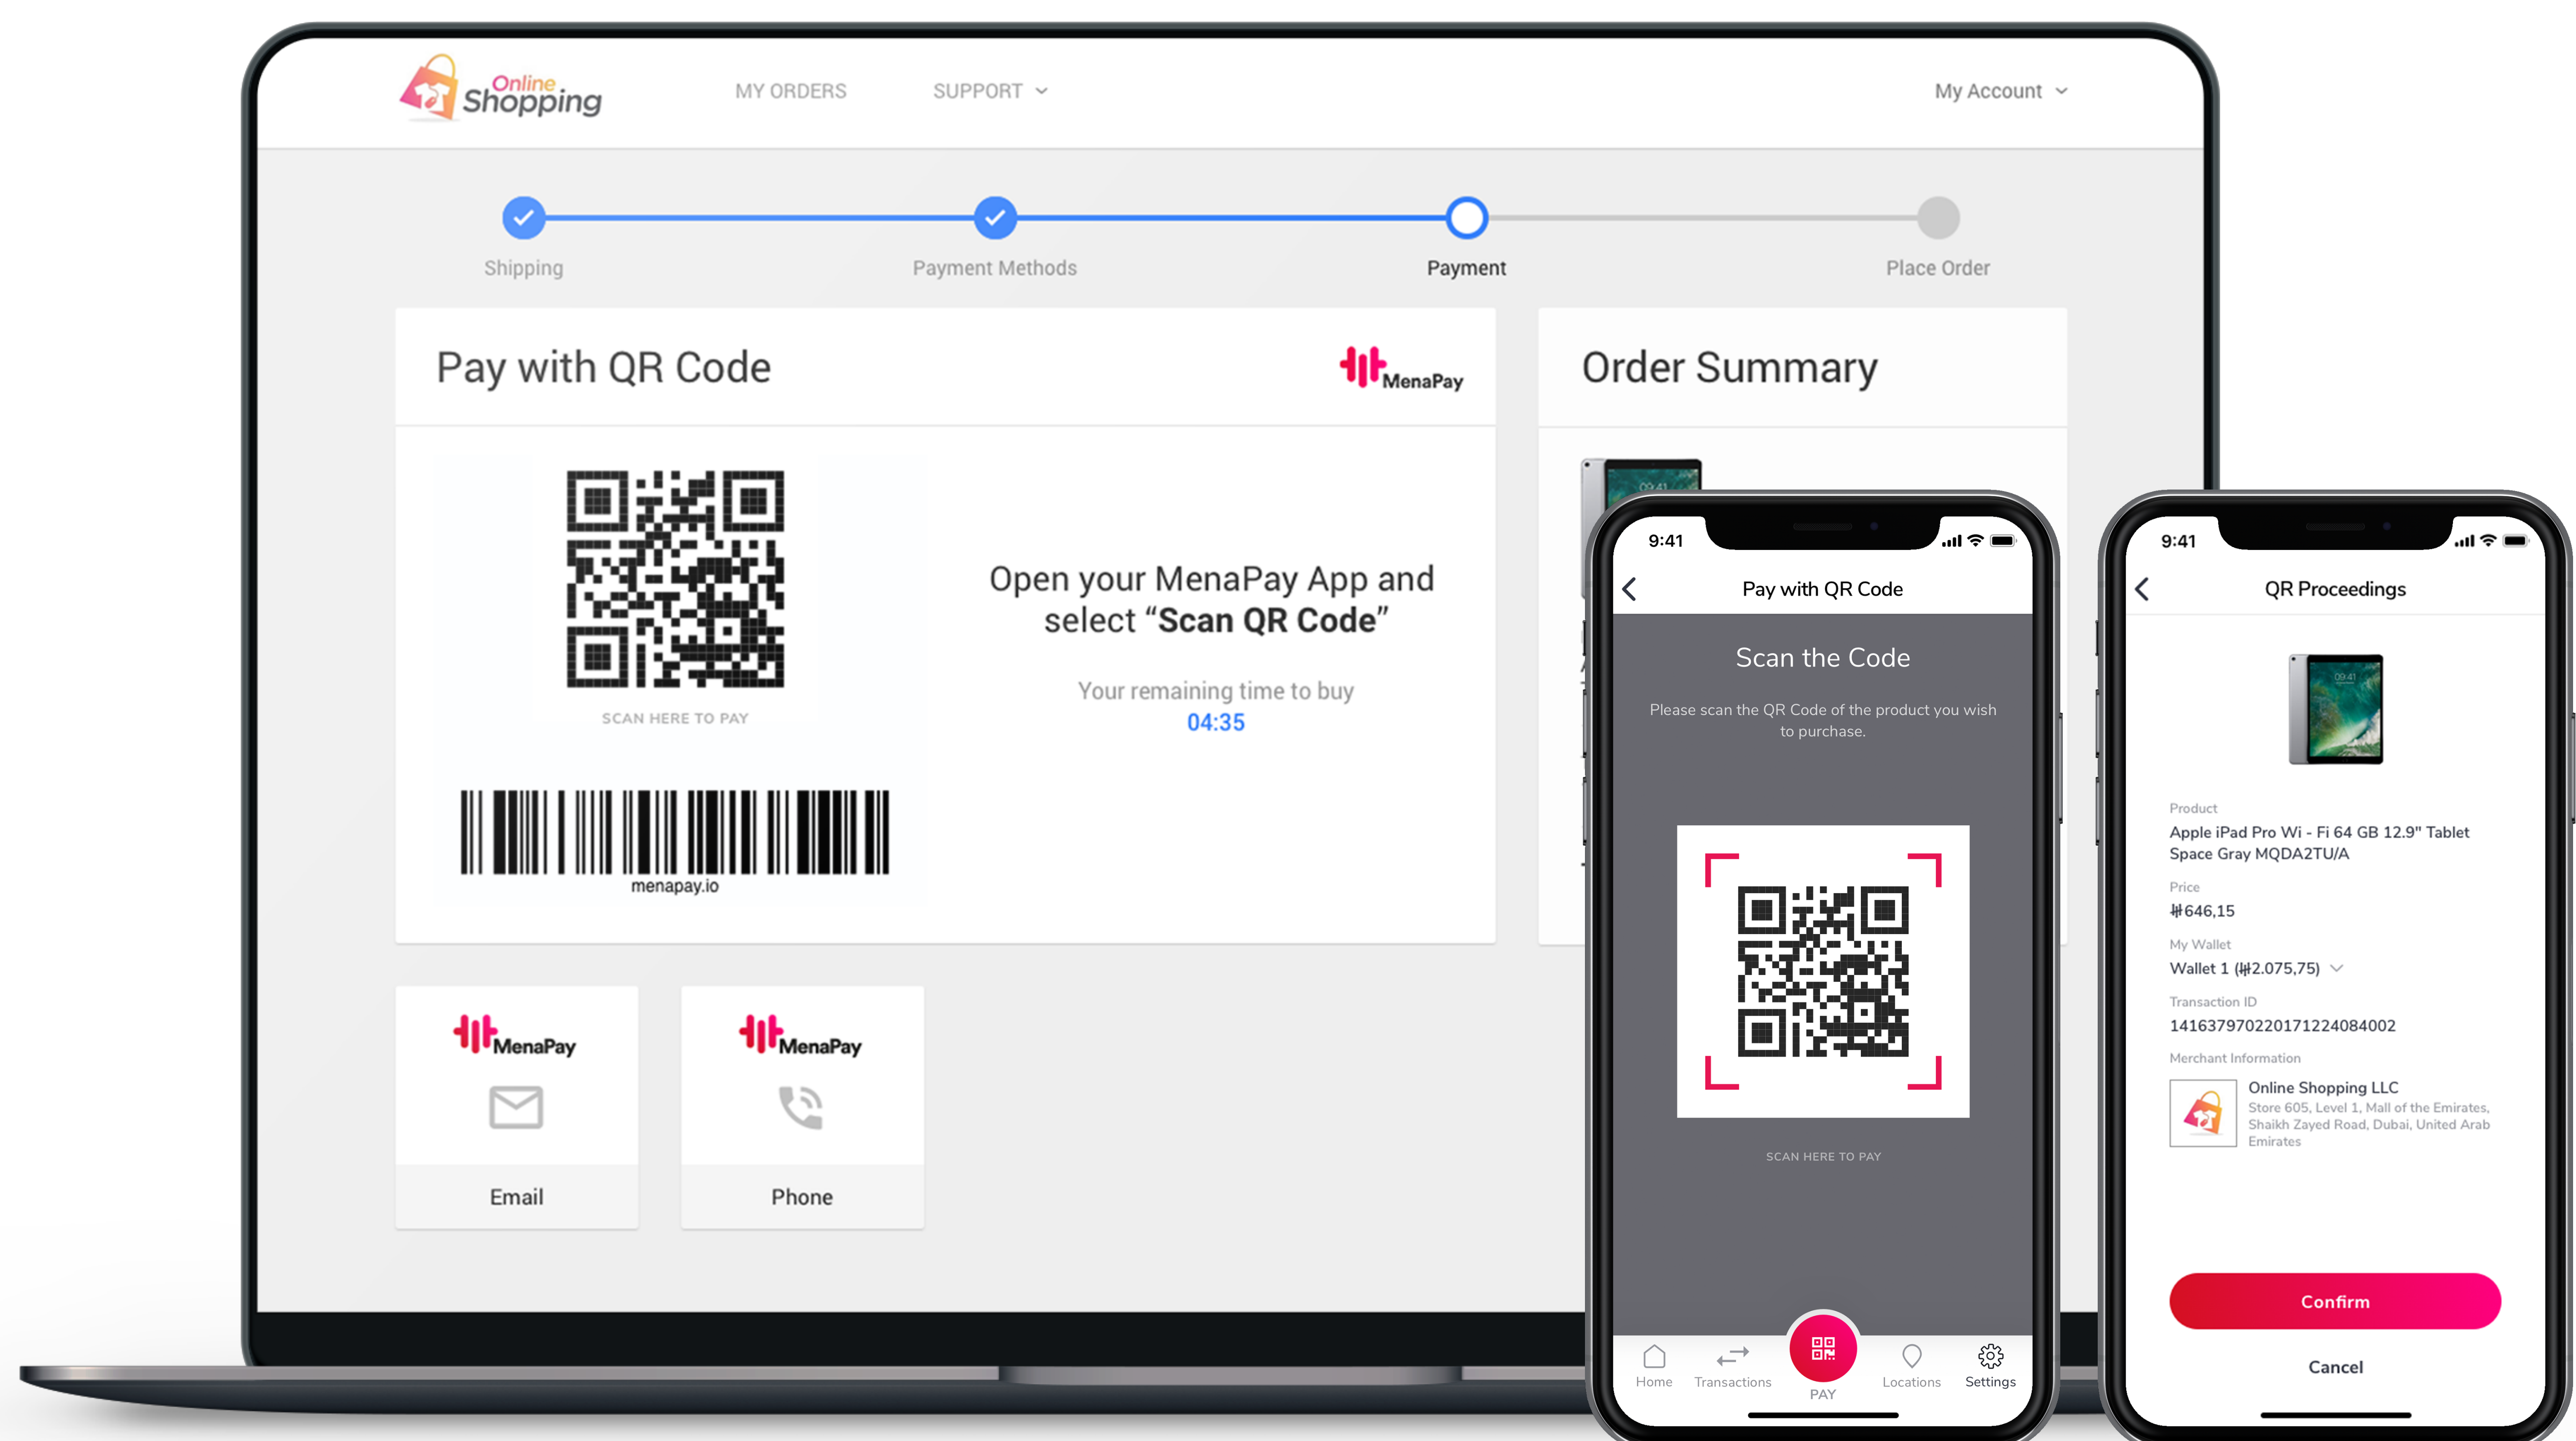 Online
Shopping
MY ORDERS
SUPPORT
My Account
Shipping
Payment Methods
Payment
Place Order
Pay with QR Code
MenaPay
SCAN HERE TO PAY
menapay.io
Open your MenaPay App and
select “Scan QR Code”
Your remaining time to buy
04:35
Order Summary
09:41
MenaPay
Email
MenaPay
Phone
9:41
Pay with QR Code
Scan the Code
Please scan the QR Code of the product you wish
to purchase.
SCAN HERE TO PAY
Home
Transactions
PAY
Locations
Settings
9:41
QR Proceedings
09:41
Product
Apple iPad Pro Wi - Fi 64 GB 12.9" Tablet
Space Gray MQDA2TU/A
Price
646,15
My Wallet
Wallet 1 (2.075,75)
Transaction ID
141637970220171224084002
Merchant Information
Online Shopping LLC
Store 605, Level 1, Mall of the Emirates,
Shaikh Zayed Road, Dubai, United Arab
Emirates
Confirm
Cancel